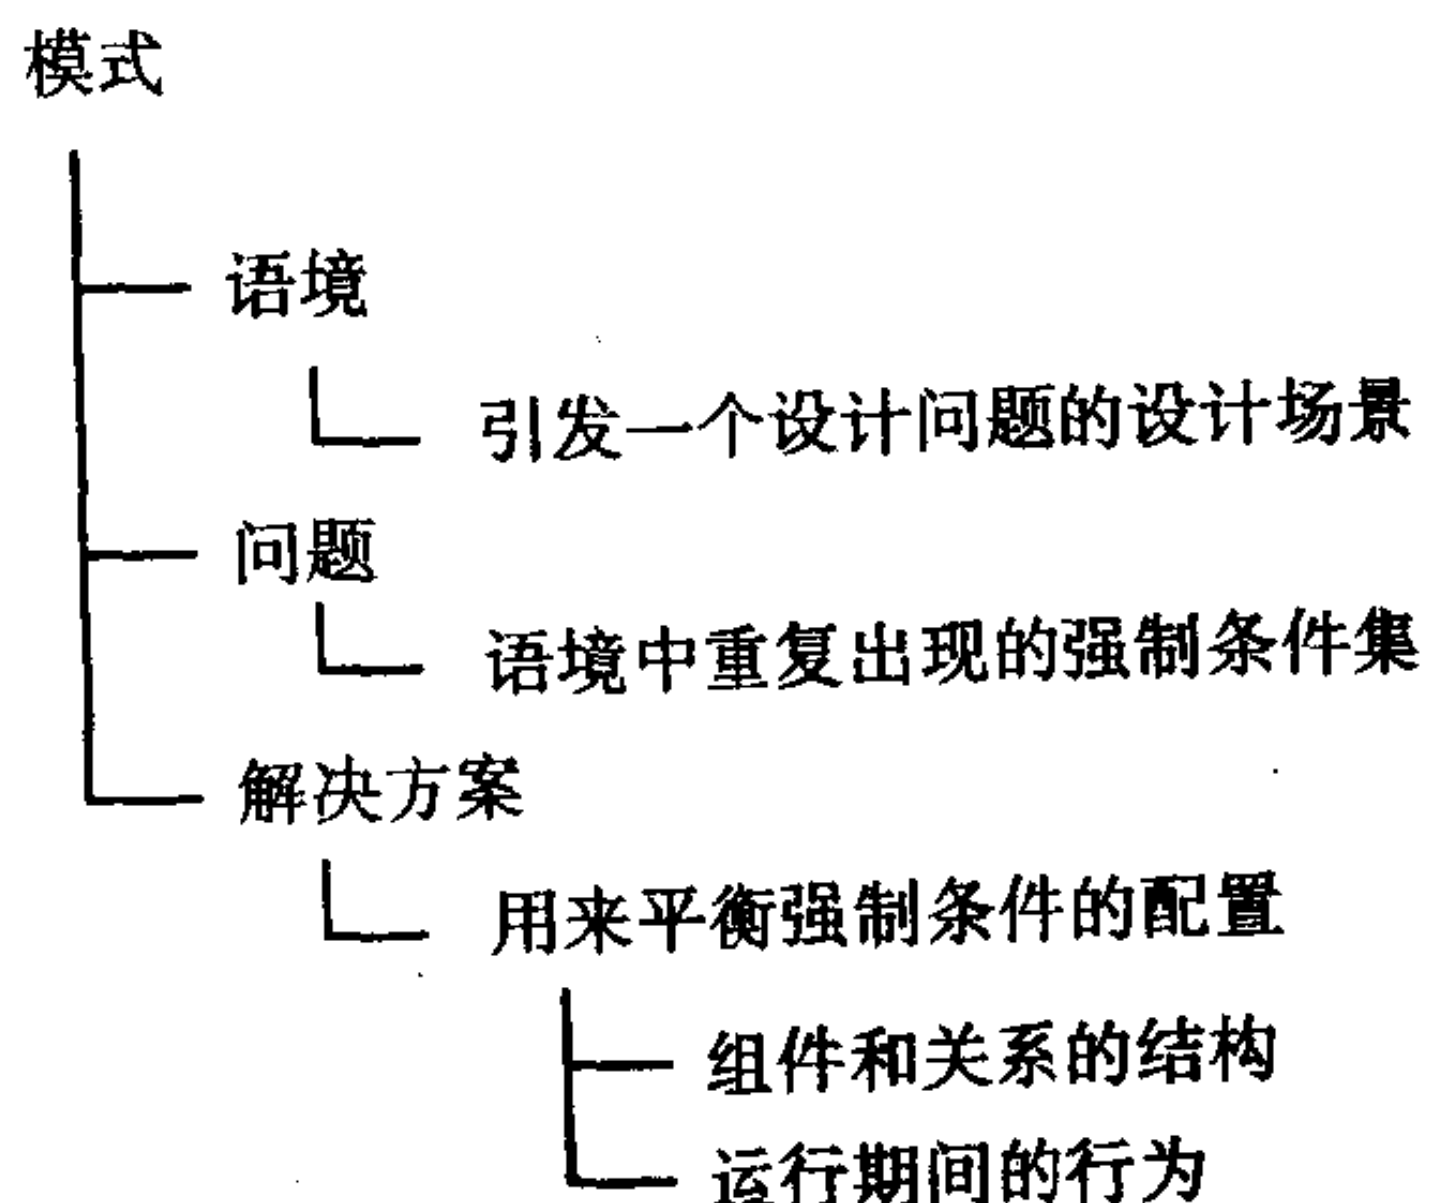 模式
语境
引发一个设计问题的设计场景
问题
语境中重复出现的强制条件集
解决方案
用来平衡强制条件的配置
组件和关系的结构
运行期间的行为